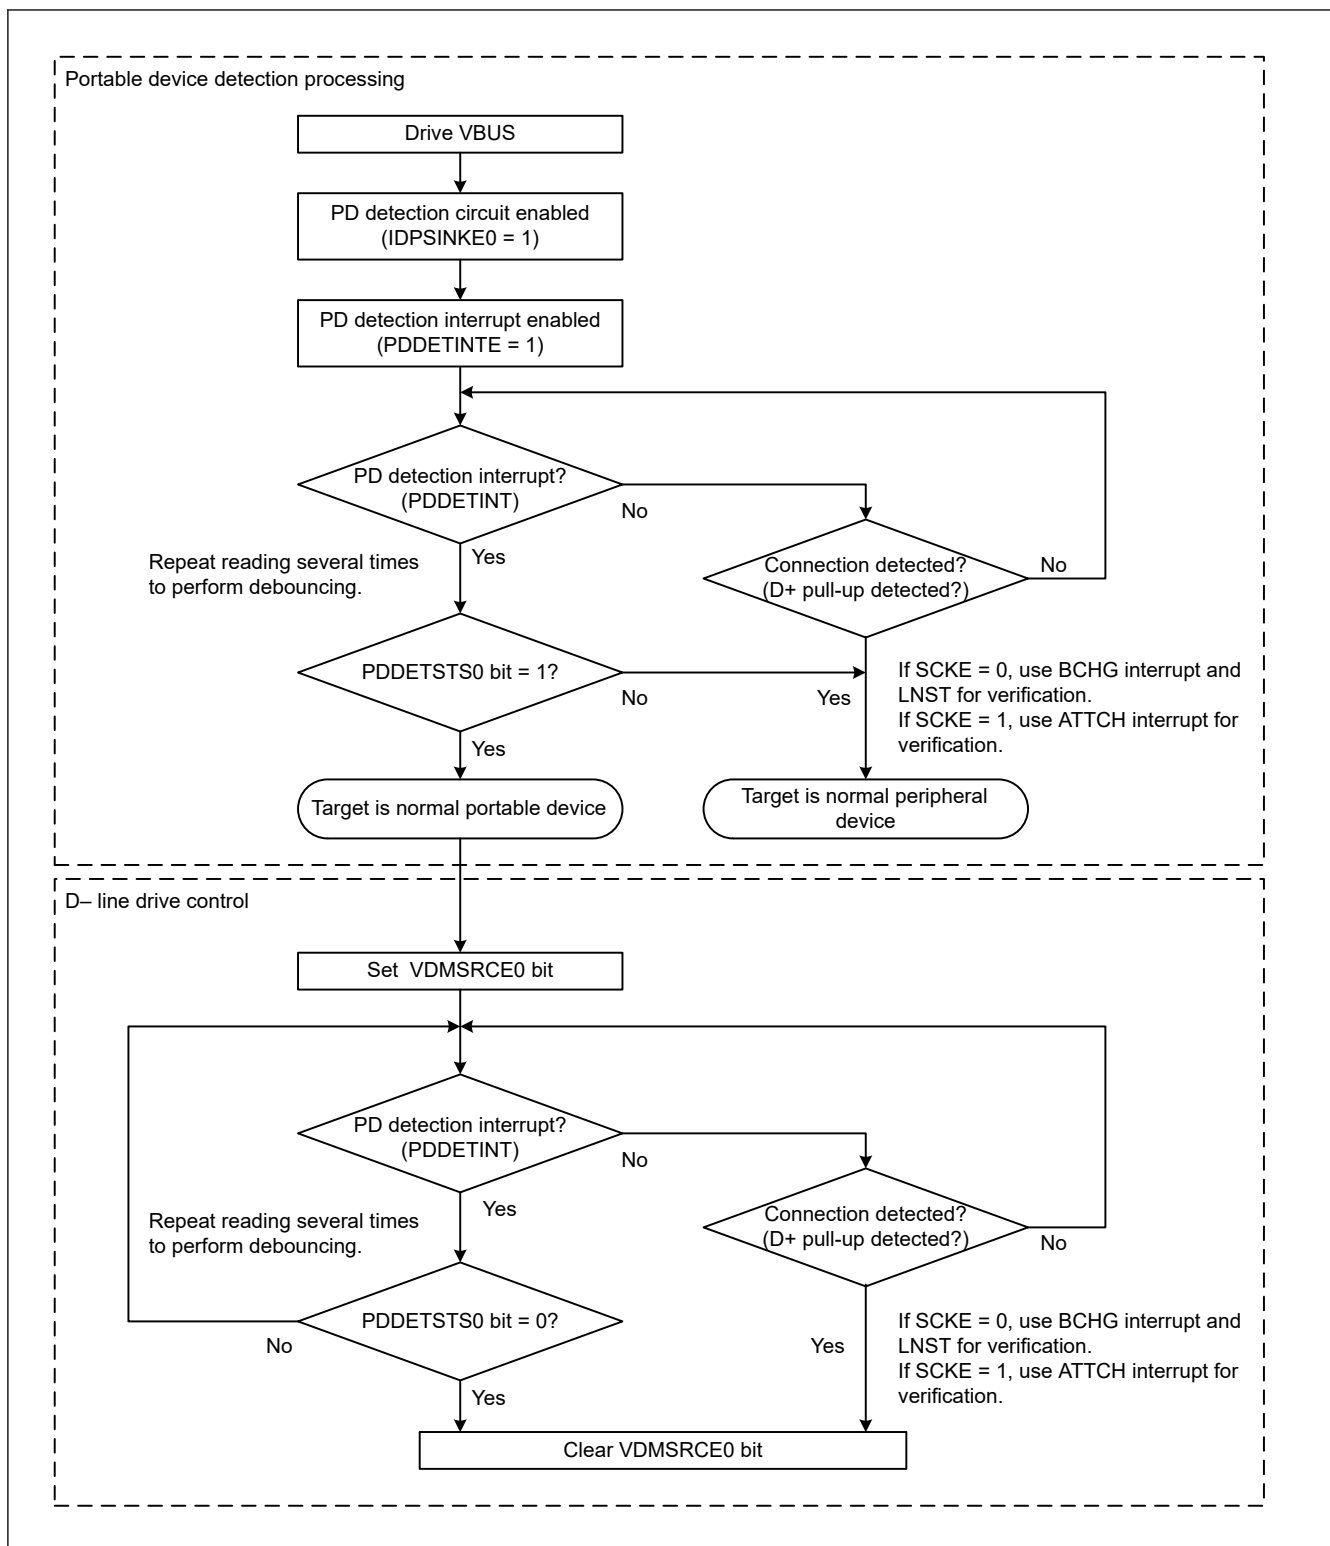 Portable device detection processing
Drive VBUS
PD detection circuit enabled
(IDPSINKE0 = 1)
PD detection interrupt enabled
(PDDETINTE = 1)
PD detection interrupt?
(PDDETINT)
No
Yes
Repeat reading several times
to perform debouncing.
Connection detected?
(D+ pull-up detected?)
No
PDDETSTS0 bit = 1?
No
Yes
If SCKE = 0, use BCHG interrupt and
LNST for verification.
If SCKE = 1, use ATTCH interrupt for
verification.
Yes
Target is normal portable device
Target is normal peripheral
device
D– line drive control
Set VDMSRCE0 bit
PD detection interrupt?
(PDDETINT)
No
Yes
Repeat reading several times
to perform debouncing.
Connection detected?
(D+ pull-up detected?)
No
PDDETSTS0 bit = 0?
No
Yes
If SCKE = 0, use BCHG interrupt and
LNST for verification.
If SCKE = 1, use ATTCH interrupt for
verification.
Yes
Clear VDMSRCE0 bit